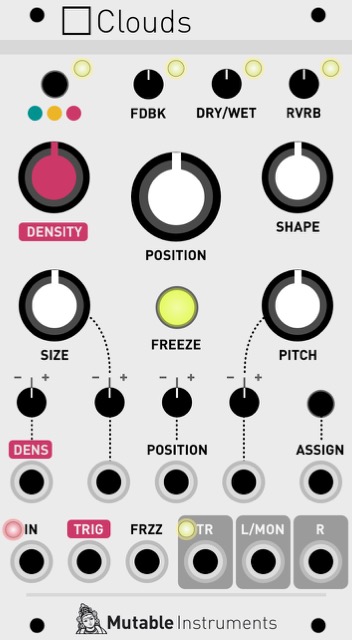 Clouds
FDBK DRY/WET RVRB
DENSITY
SHAPE
POSITION
SIZE
FREEZE
PITCH
- + - + - + - +
DENS POSITION ASSIGN
IN TRIG FRZZ TR L/MON R
Mutable Instruments